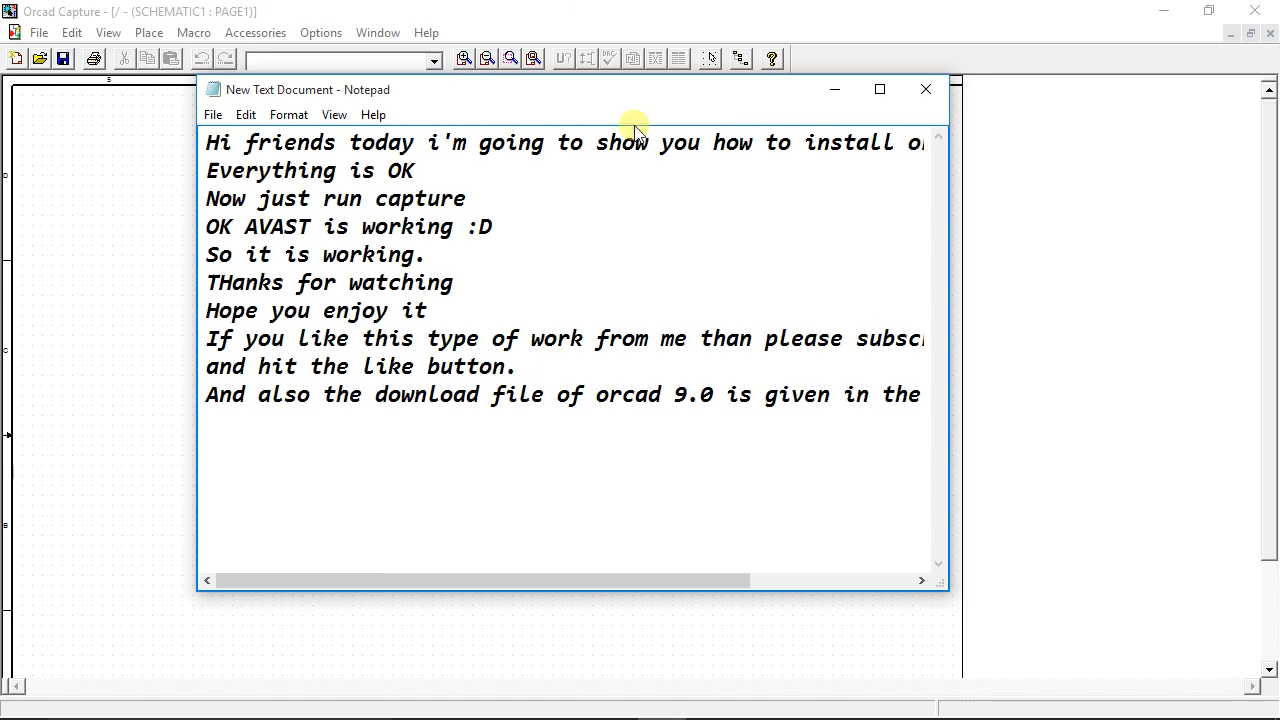 Orcad Capture - [/ - (SCHEMATIC1 : PAGE1)]
File Edit View Place Macro Accessories Options Window Help
U?
DRC
5
New Text Document - Notepad
File Edit Format View Help
Hi friends today i'm going to show you how to install
Everything is OK
Now just run capture
OK AVAST is working :D
So it is working.
THanks for watching
Hope you enjoy it
If you like this type of work from me than please
and hit the like button.
And also the download file of orcad 9.0 is given in the
D
C
B